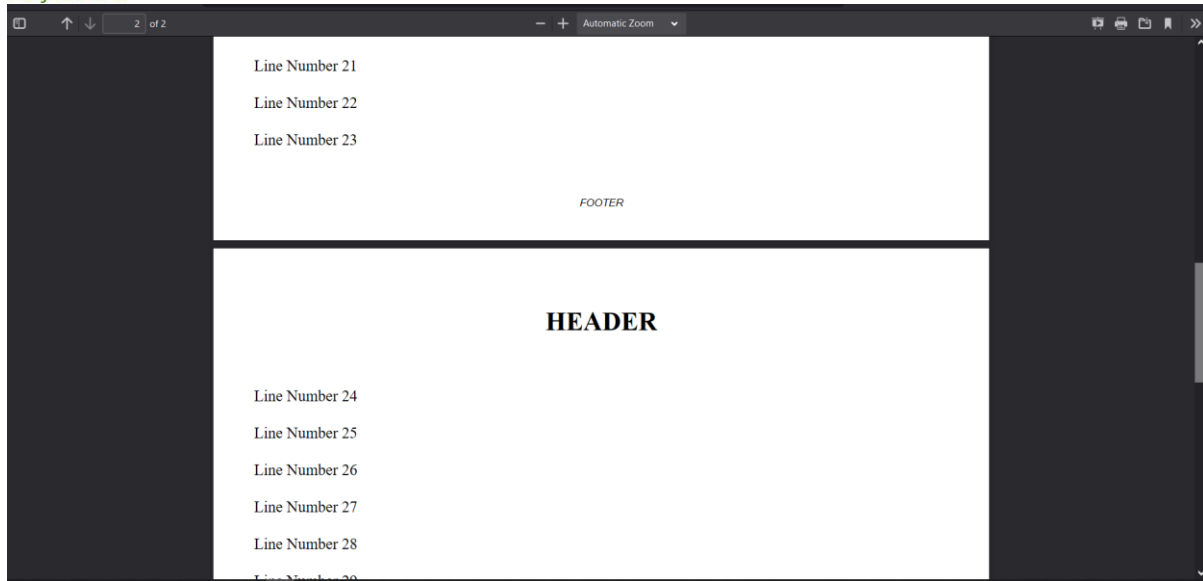 2 of 2
Automatic Zoom
Line Number 21
Line Number 22
Line Number 23
FOOTER
HEADER
Line Number 24
Line Number 25
Line Number 26
Line Number 27
Line Number 28